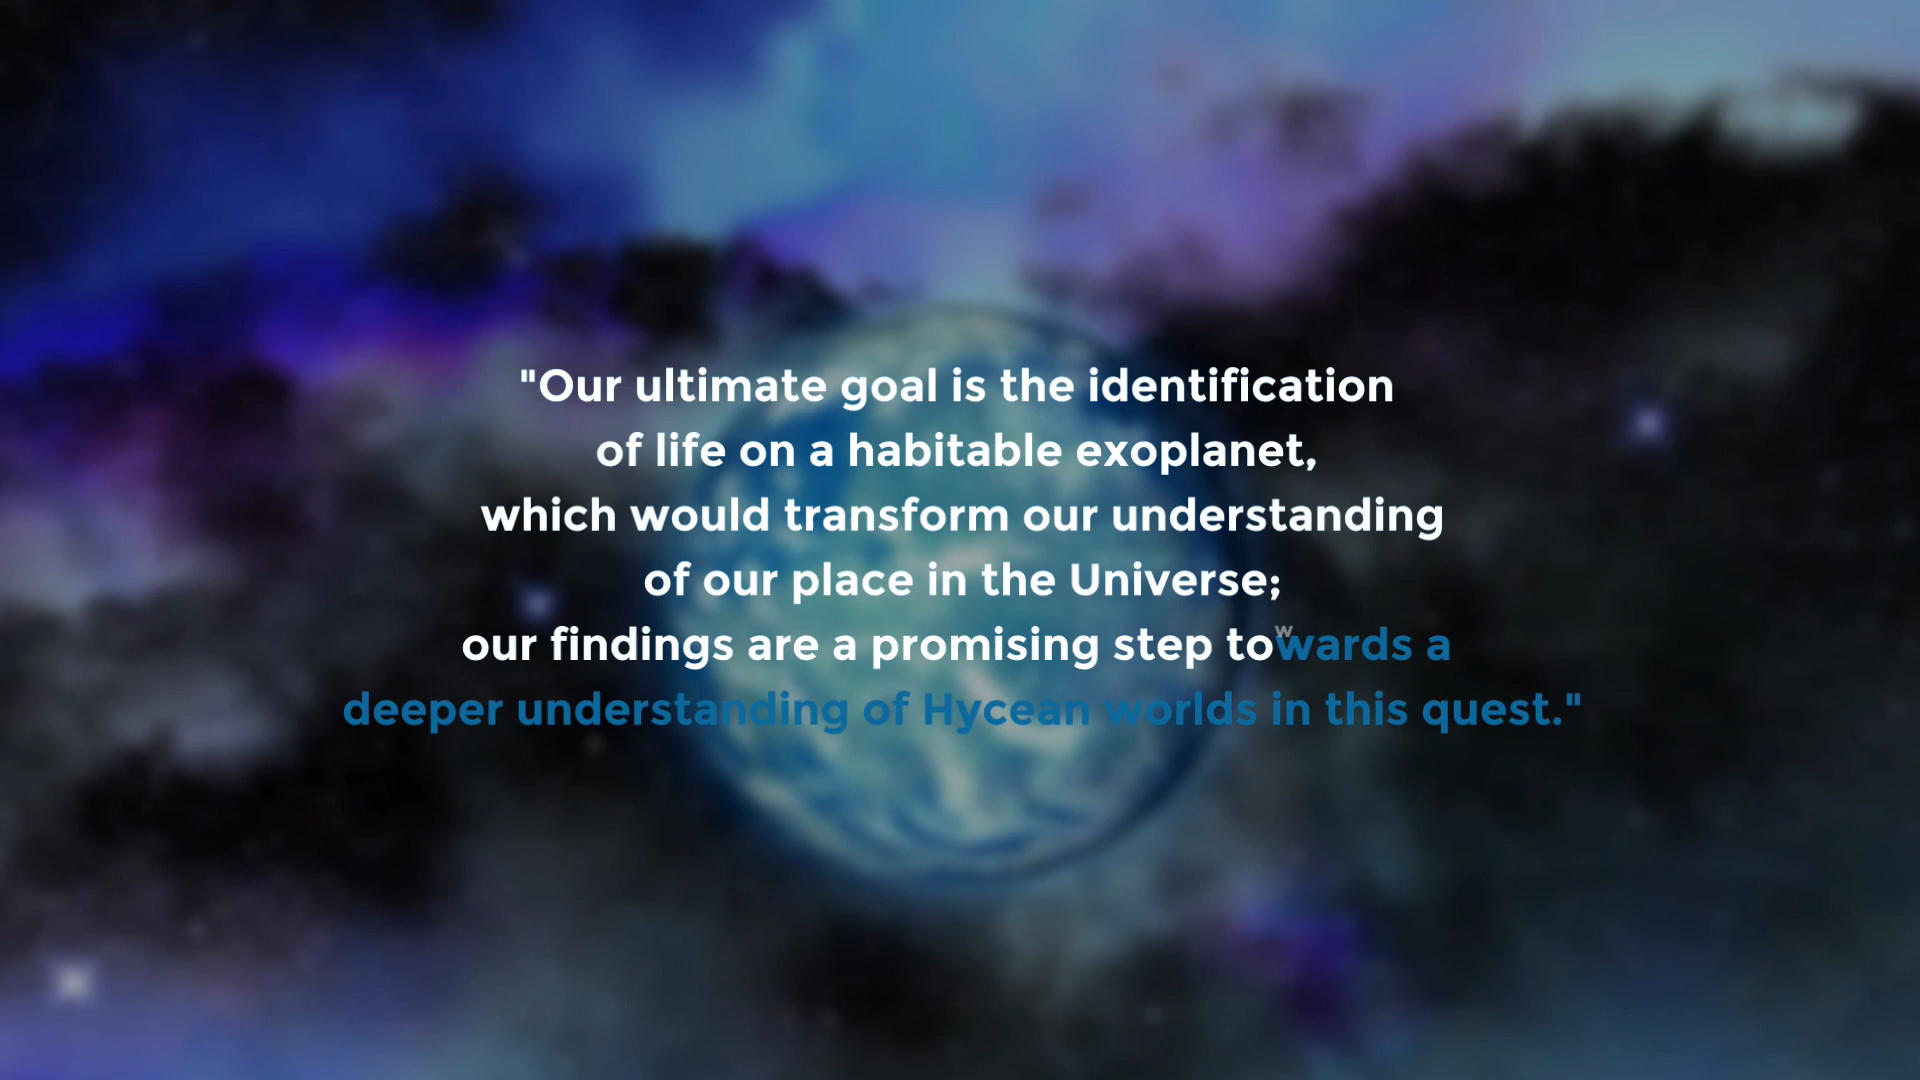 "Our ultimate goal is the identification
of life on a habitable exoplanet,
which would transform our understanding
of our place in the Universe;
our findings are a promising step towards a
deeper understanding of Hycean worlds in this quest."